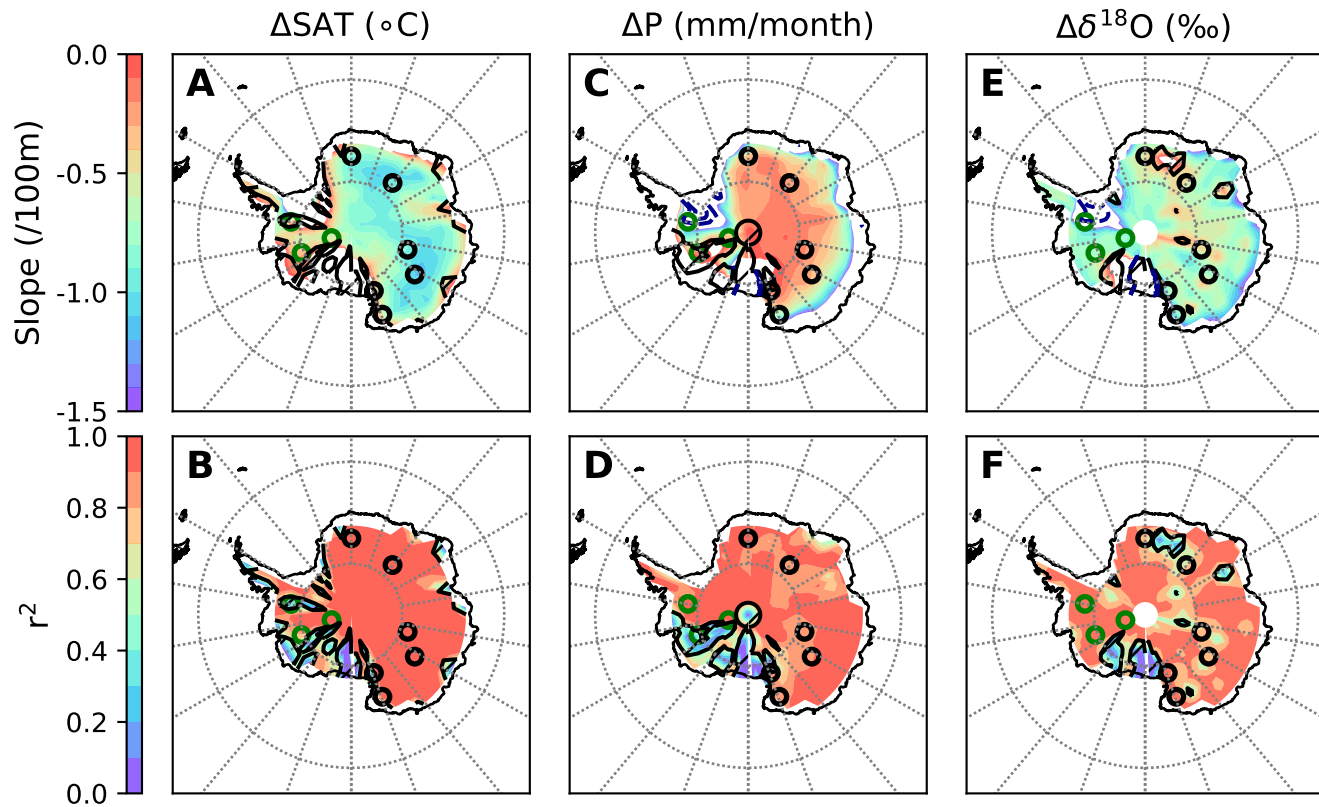 ΔSAT (∘C)
ΔP (mm/month)
Δδ¹⁸O (‰)
A
C
E
0.0
-0.5
-1.0
-1.5
Slope (/100m)
B
D
F
1.0
0.8
0.6
0.4
0.2
0.0
r²